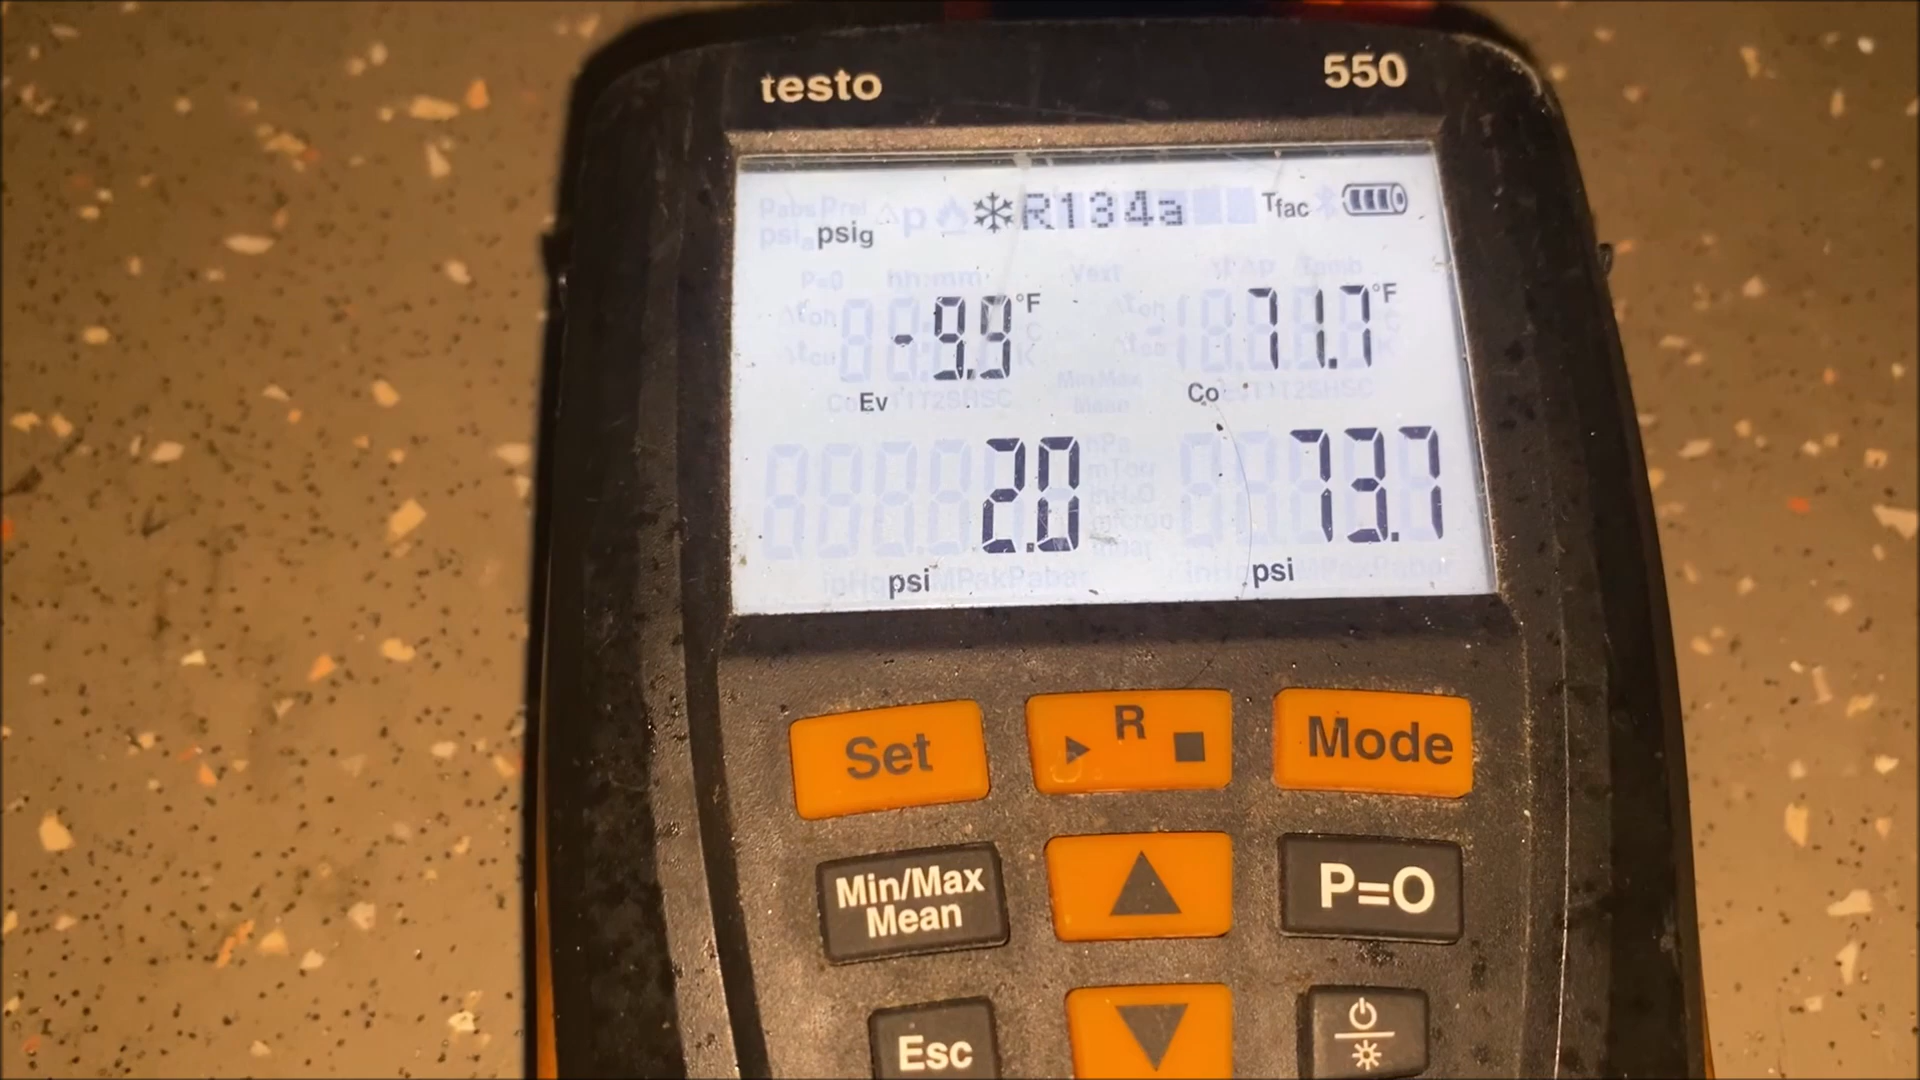 testo 550
psig R134a Tfac
-9.9 °F 71.7 °F
Ev Co
2.0 73.7
psi psi
Set R Mode
Min/Max
Mean
P=O
Esc